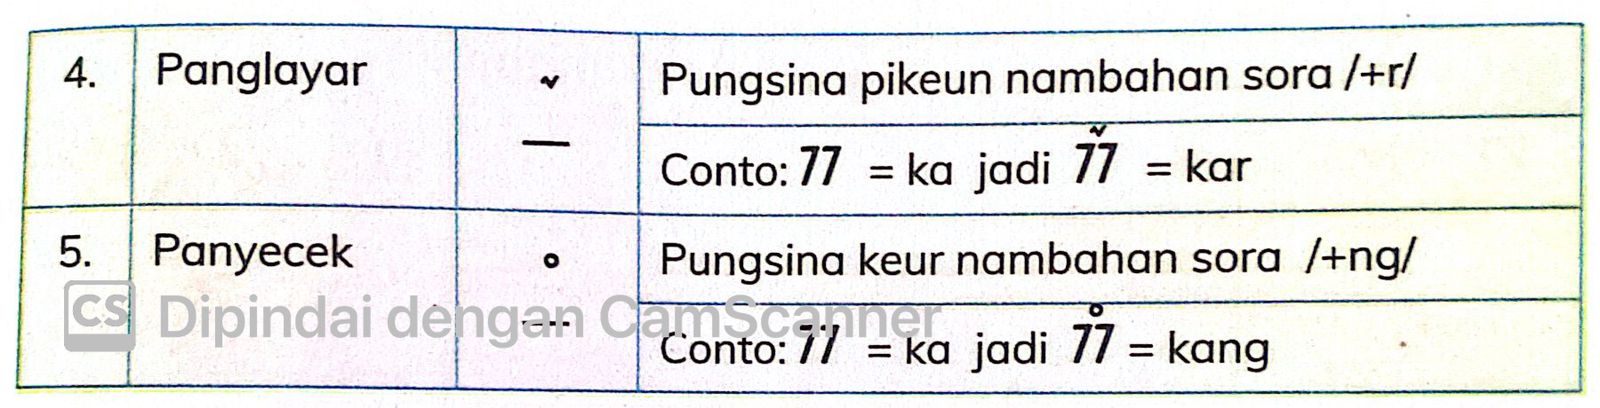 4. Panglayar ᮁ Pungsina pikeun nambahan sora /+r/
Conto: ᮊ = ka jadi ᮊᮁ = kar
5. Panyecek ᮀ Pungsina keur nambahan sora /+ng/
Conto: ᮊ = ka jadi ᮊᮀ = kang
CS Dipindai dengan CamScanner